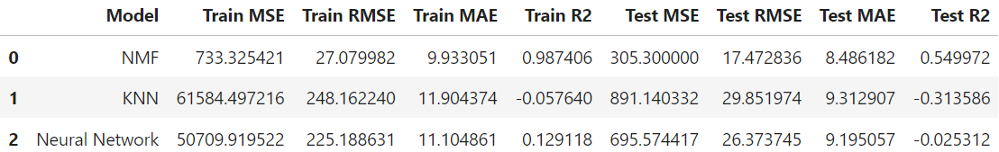 Model Train MSE Train RMSE Train MAE Train R2 Test MSE Test RMSE Test MAE Test R2
0 NMF 733.325421 27.079982 9.933051 0.987406 305.300000 17.472836 8.486182 0.549972
1 KNN 61584.497216 248.162240 11.904374 -0.057640 891.140332 29.851974 9.312907 -0.313586
2 Neural Network 50709.919522 225.188631 11.104861 0.129118 695.574417 26.373745 9.195057 -0.025312